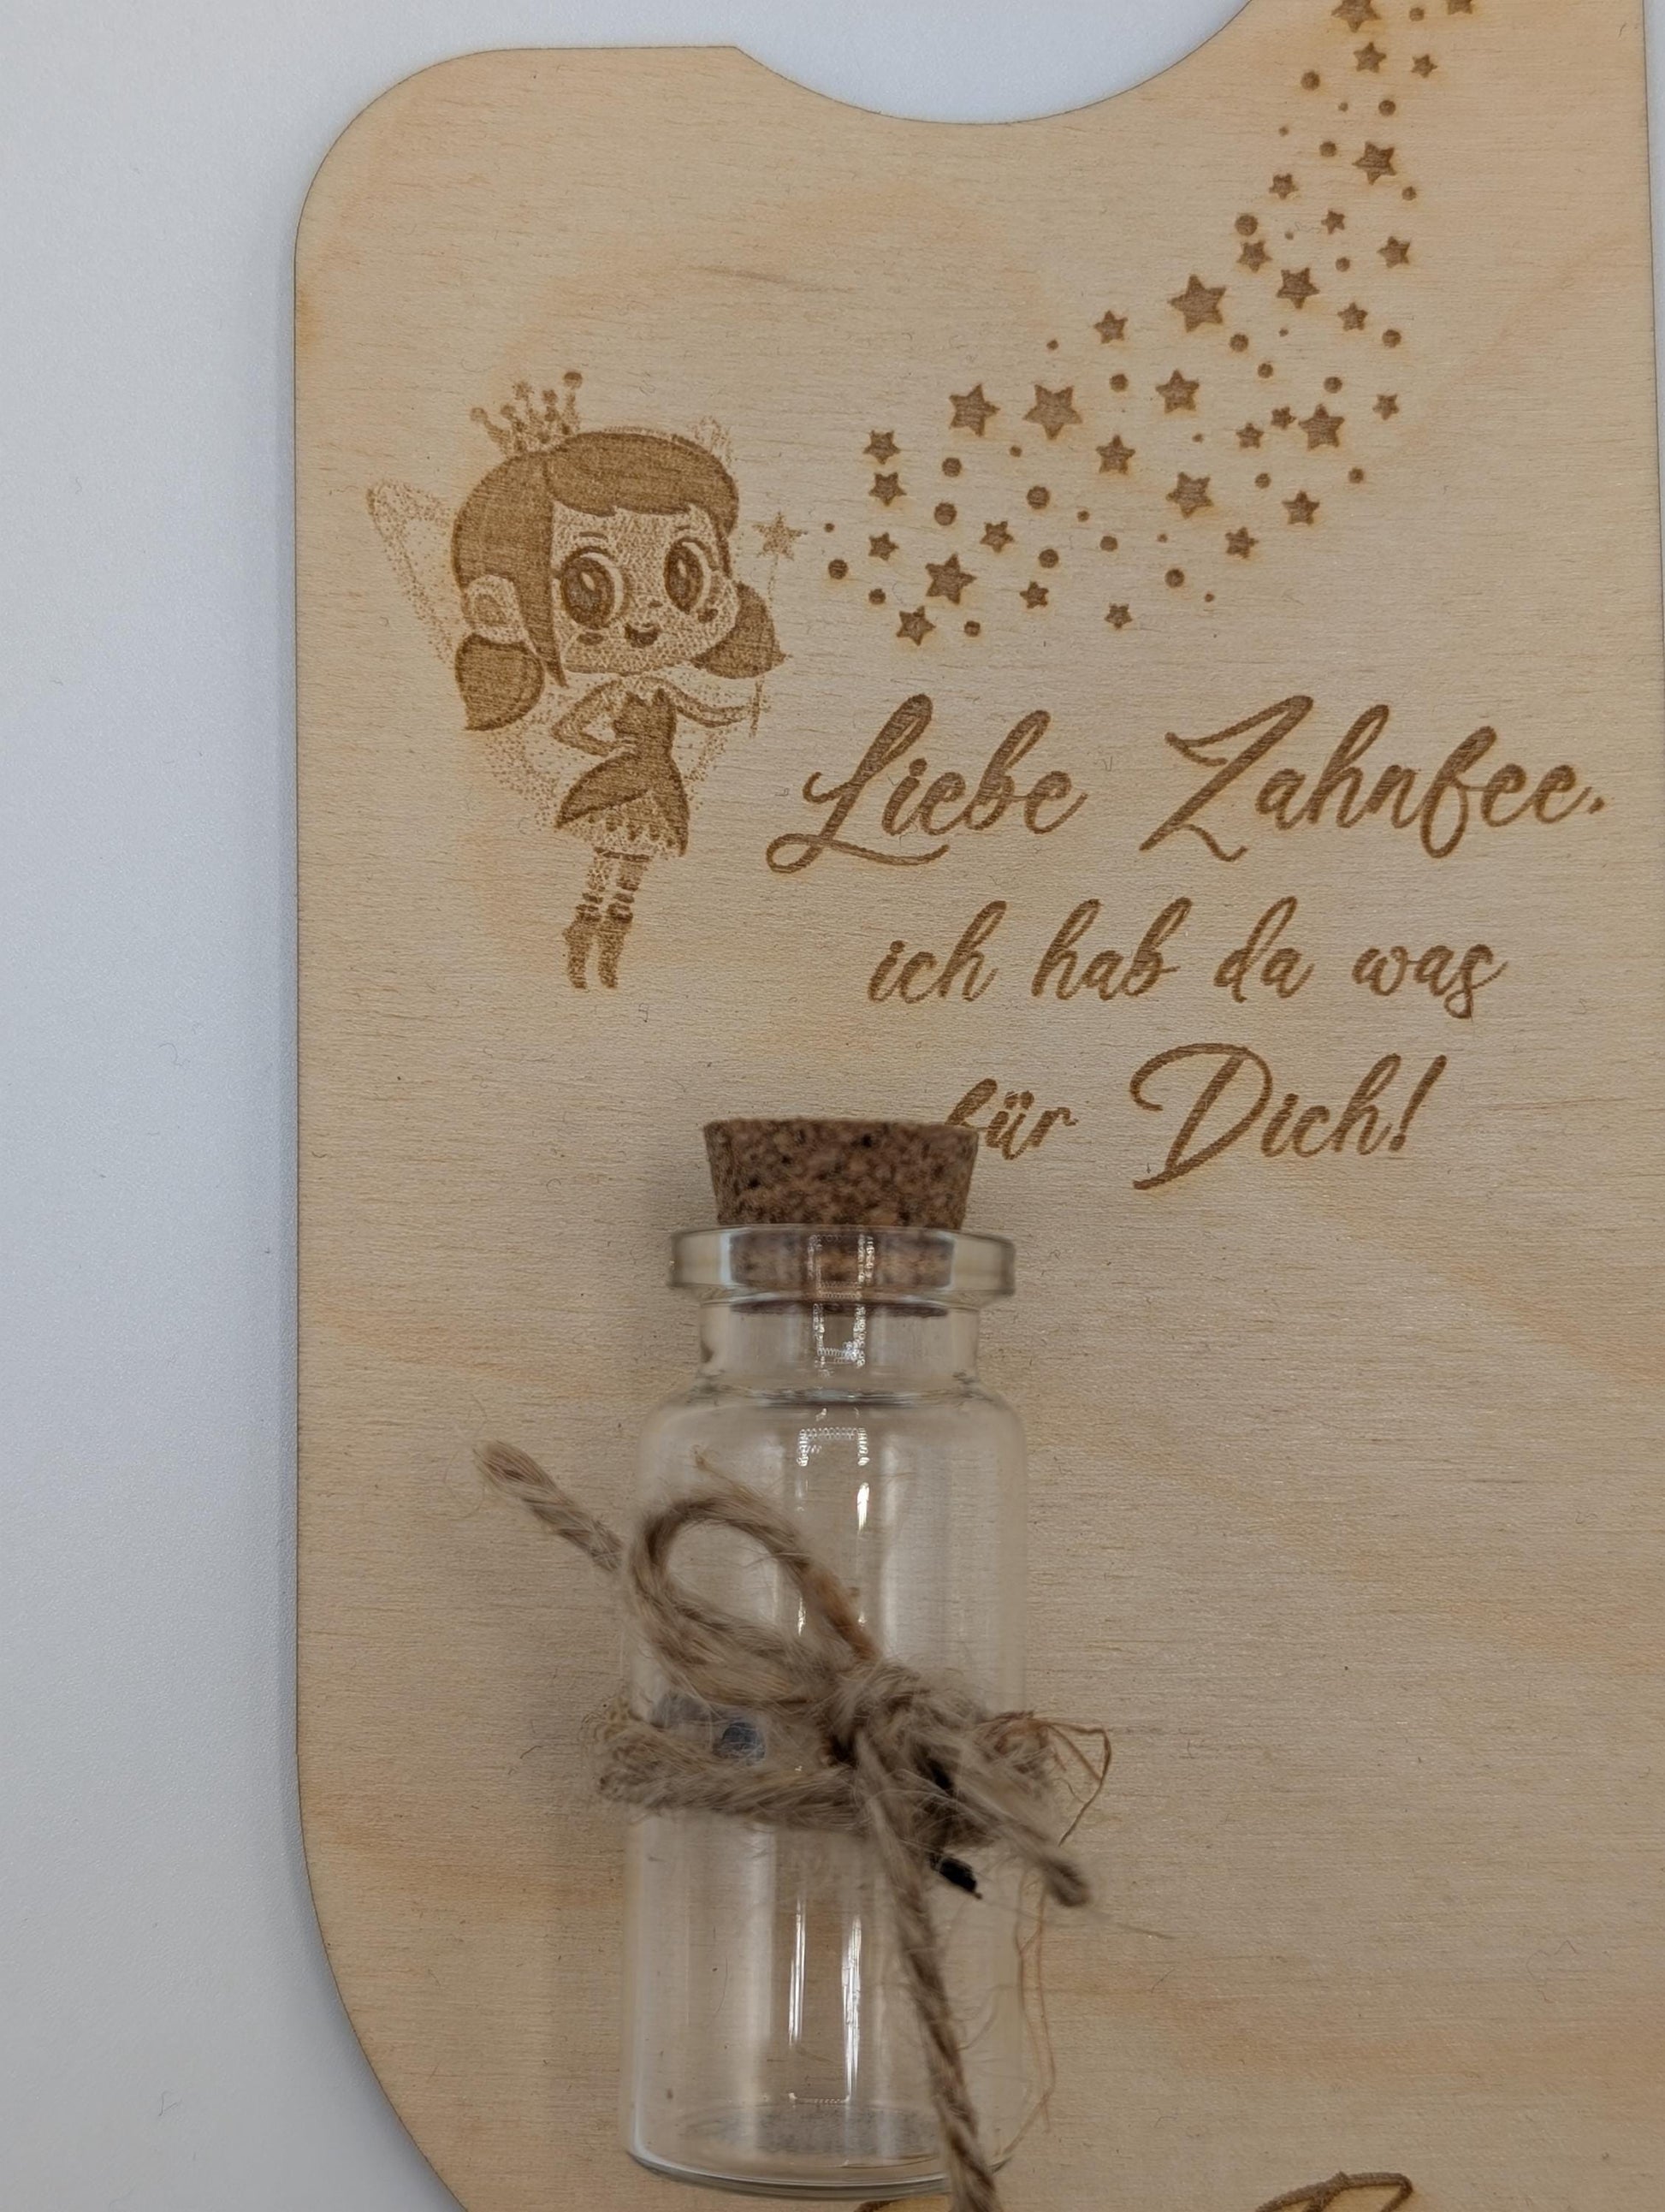 Liebe Zahnfee,
ich hab da was
für Dich!